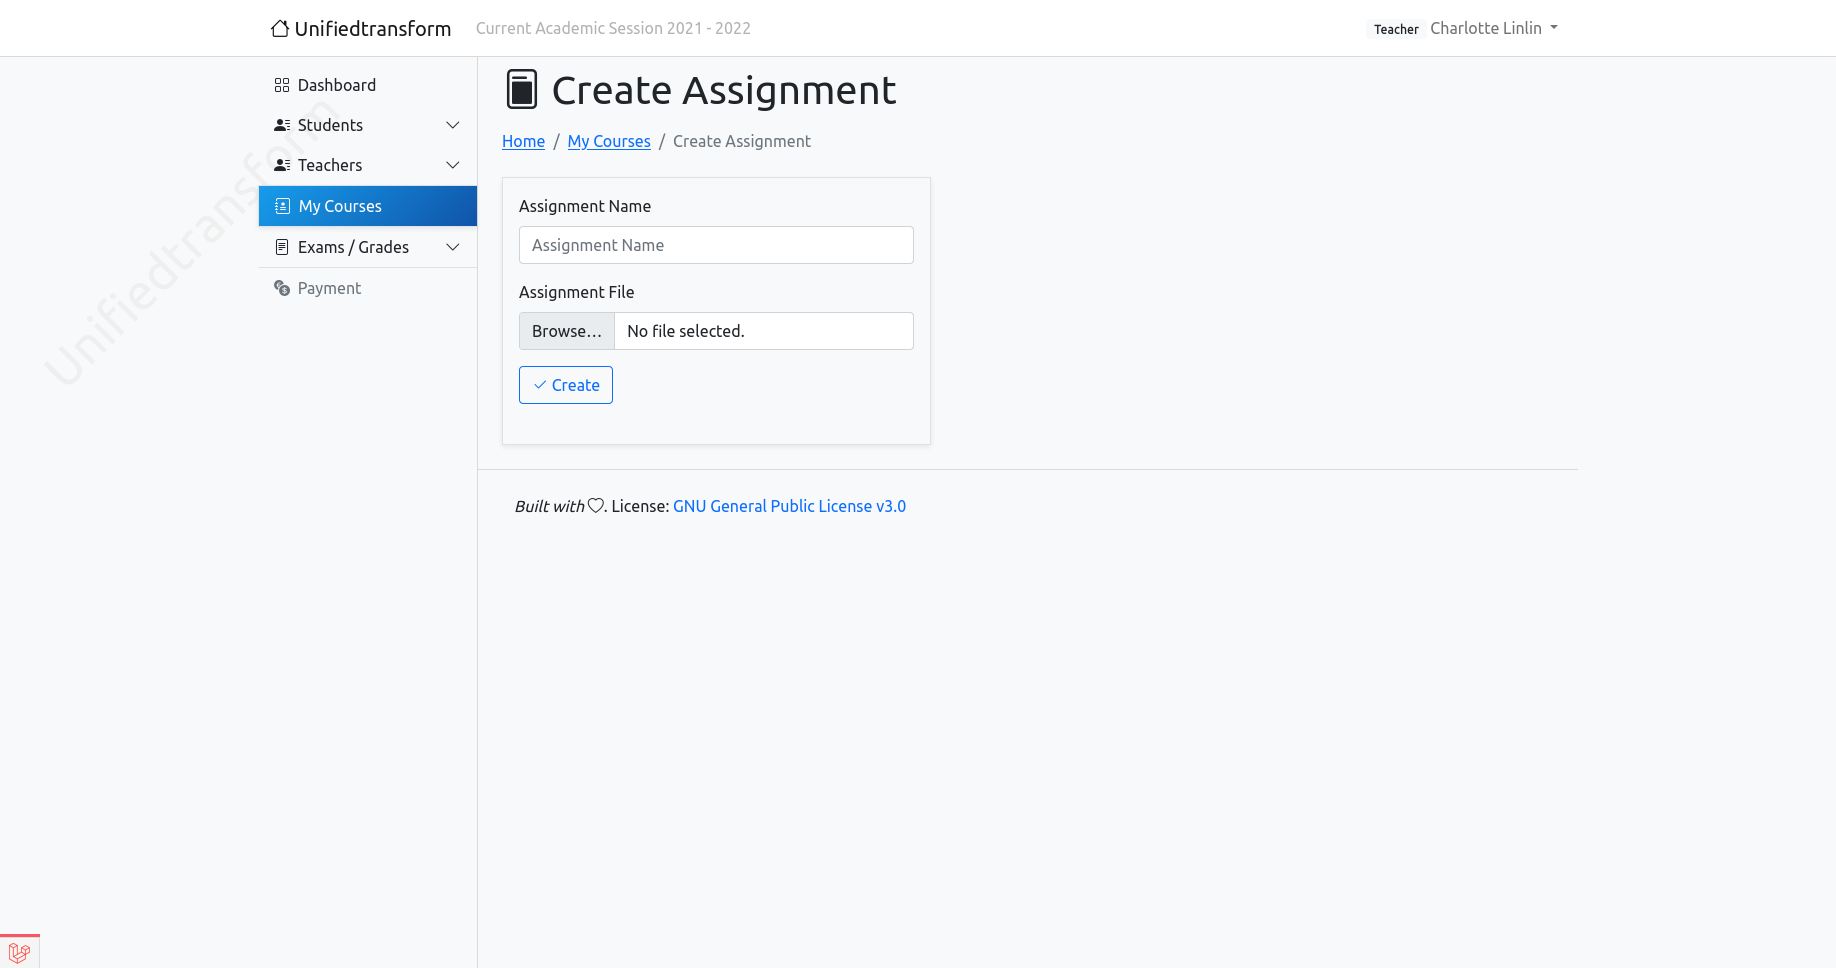 Unifiedtransform
Current Academic Session 2021 - 2022
Teacher Charlotte Linlin
Dashboard
Students
Teachers
My Courses
Exams / Grades
Payment
Unifiedtransform
Create Assignment
Home / My Courses / Create Assignment
Assignment Name
Assignment Name
Assignment File
Browse… No file selected.
Create
Built with . License: GNU General Public License v3.0